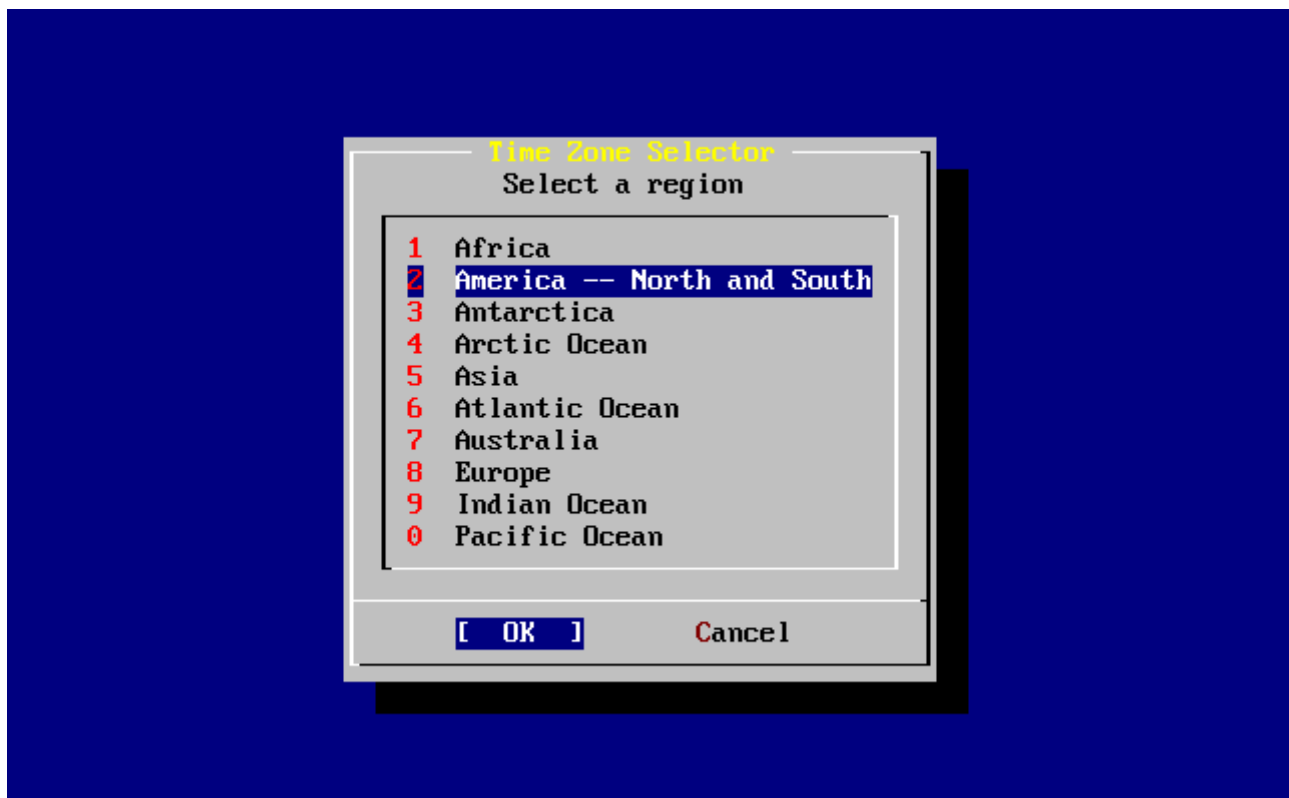 Time Zone Selector
Select a region
1 Africa
2 America -- North and South
3 Antarctica
4 Arctic Ocean
5 Asia
6 Atlantic Ocean
7 Australia
8 Europe
9 Indian Ocean
0 Pacific Ocean
[ OK ] Cancel